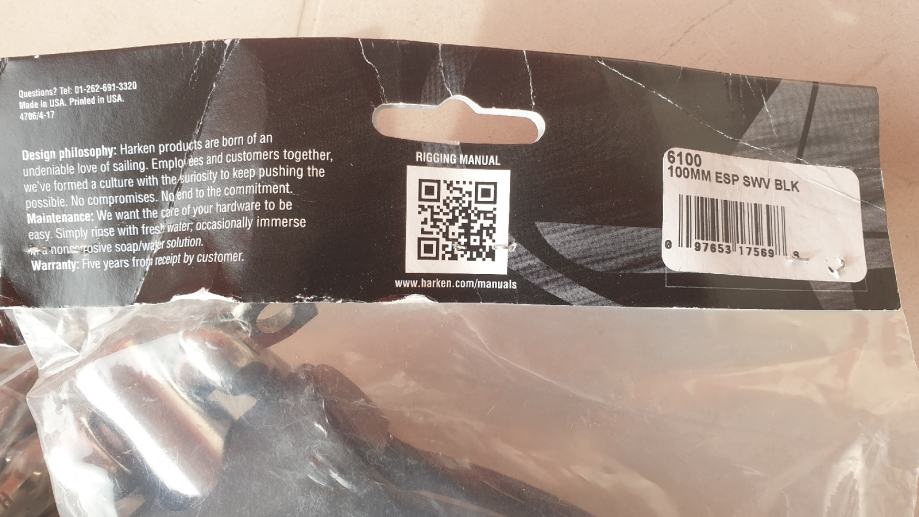 Questions? Tel: 01-262-691-3320
Made in USA. Printed in USA.
4706/4-17
Design philosophy: Harken products are born of an
undeniable love of sailing. Employees and customers together,
we've formed a culture with the curiosity to keep pushing the
possible. No compromises. No end to the commitment.
Maintenance: We want the care of your hardware to be
easy. Simply rinse with fresh water; occasionally immerse
in a noncorrosive soap/water solution.
Warranty: Five years from receipt by customer.
RIGGING MANUAL
www.harken.com/manuals
6100
100MM ESP SWV BLK
0 97653 17569